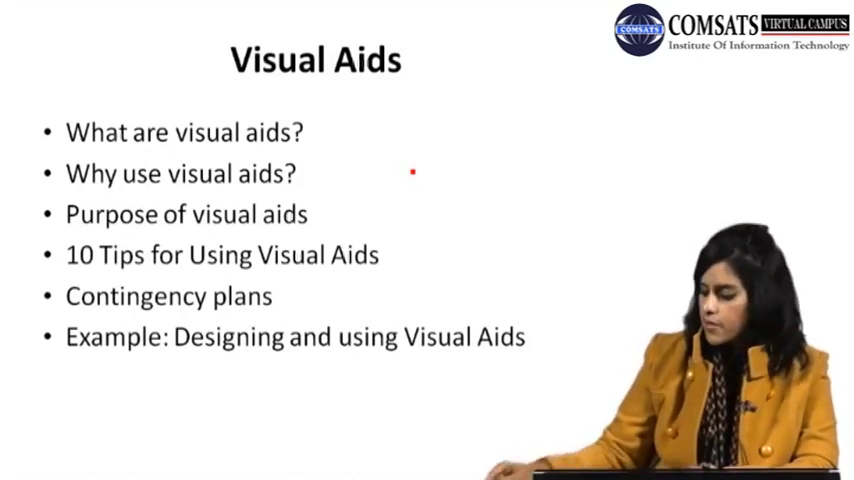 COMSATS VIRTUAL CAMPUS
Institute Of Information Technology
COMSATS
Visual Aids
• What are visual aids?
• Why use visual aids?
• Purpose of visual aids
• 10 Tips for Using Visual Aids
• Contingency plans
• Example: Designing and using Visual Aids